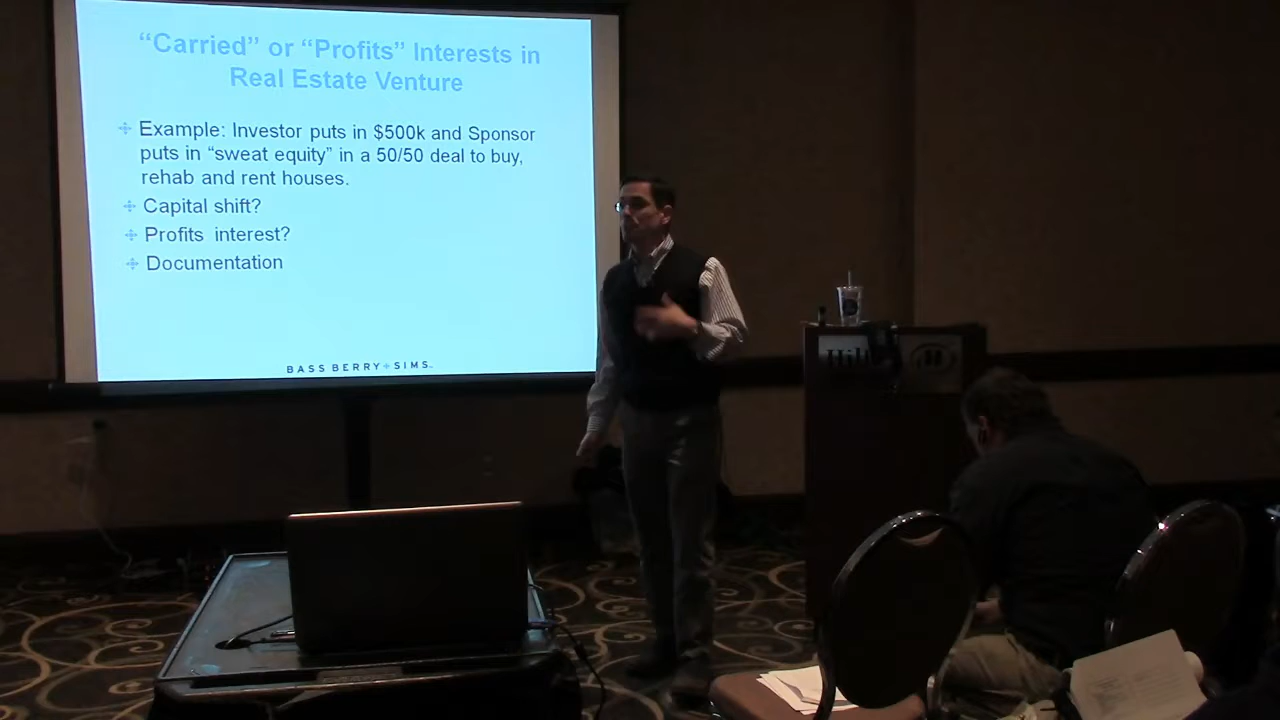 “Carried” or “Profits” Interests in
Real Estate Venture
Example: Investor puts in $500k and Sponsor
puts in “sweat equity” in a 50/50 deal to buy,
rehab and rent houses.
Capital shift?
Profits interest?
Documentation
BASS BERRY+SIMS